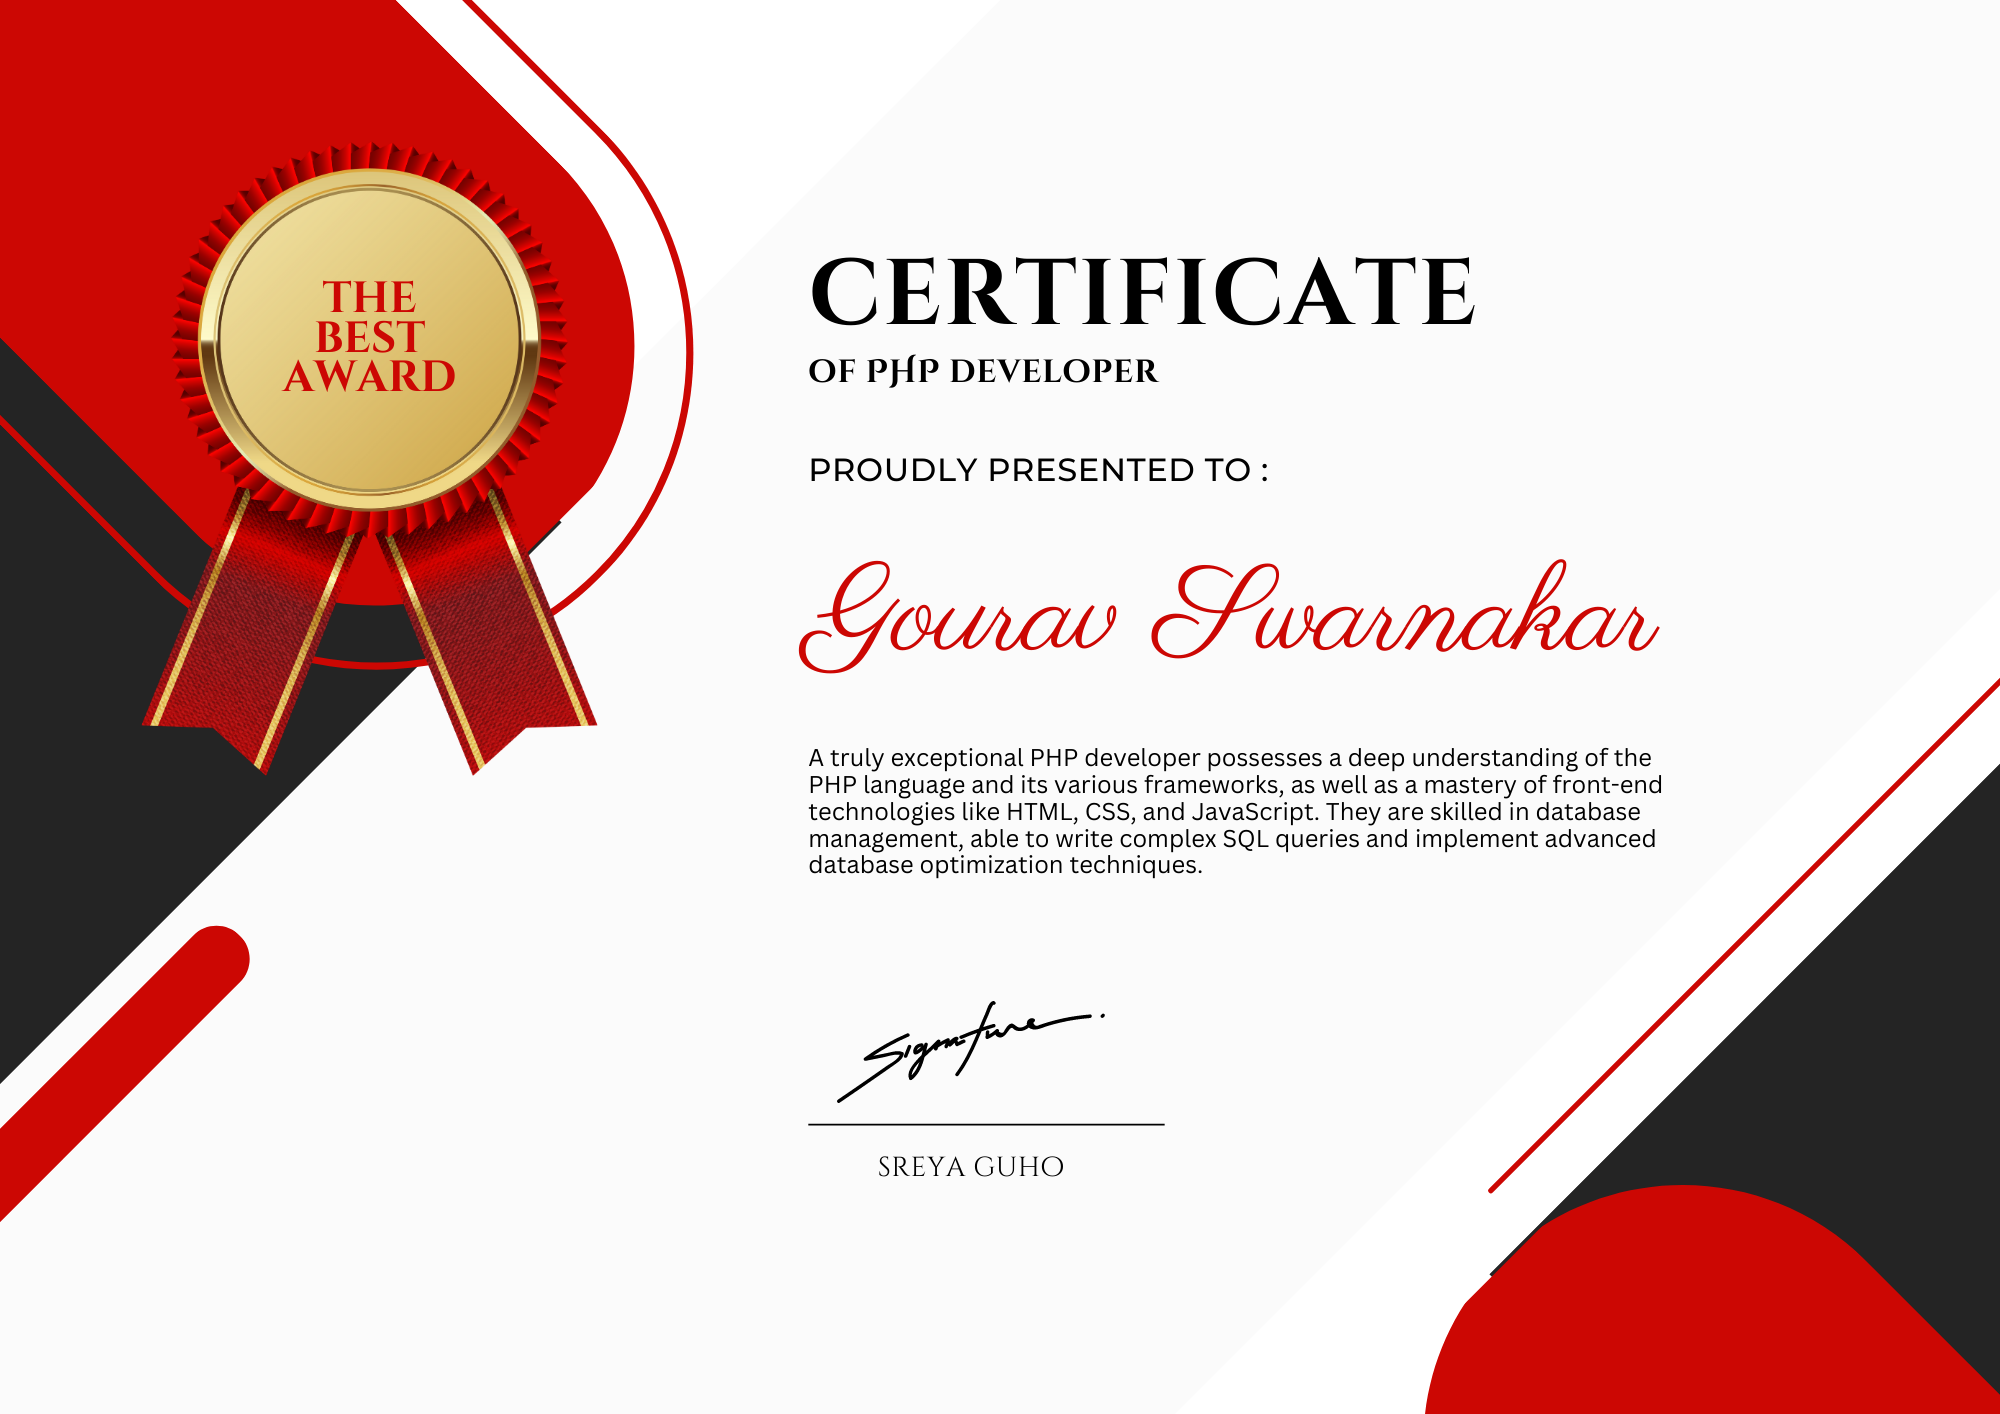 THE
BEST
AWARD
CERTIFICATE
OF PHP DEVELOPER
PROUDLY PRESENTED TO :
Gourav Swarnakar
A truly exceptional PHP developer possesses a deep understanding of the
PHP language and its various frameworks, as well as a mastery of front-end
technologies like HTML, CSS, and JavaScript. They are skilled in database
management, able to write complex SQL queries and implement advanced
database optimization techniques.
Signature
SREYA GUHO